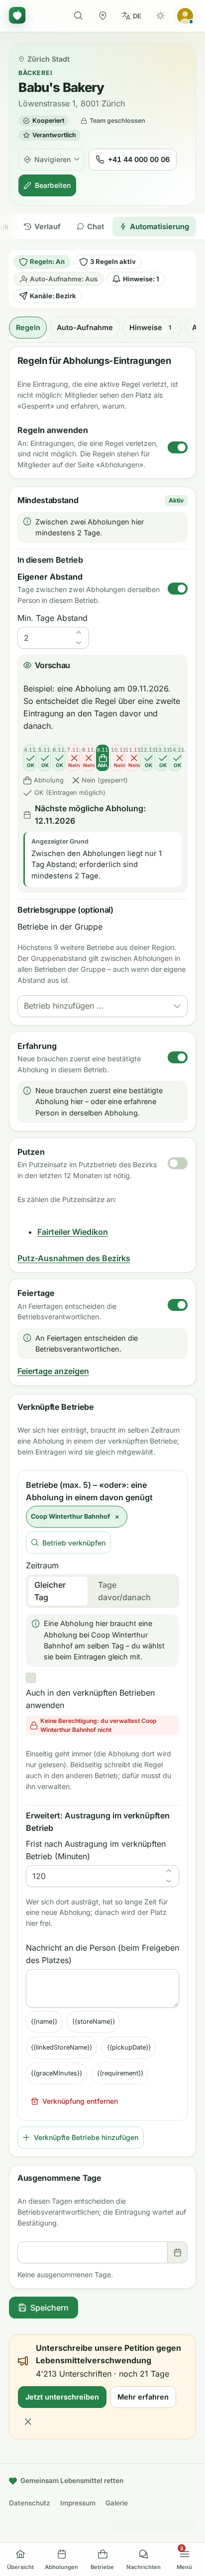 DE
Zürich Stadt
BÄCKEREI
Baba's Bakery
Löwenstrasse 1, 8001 Zürich
Kooperiert
Team geschlossen
Verantwortlich
Navigieren
+41 44 000 00 06
Bearbeiten
Verlauf
Chat
Automatisierung
Regeln: An
3 Regeln aktiv
Auto-Aufnahme: Aus
Hinweise: 1
Kanäle: Bezirk
Regeln
Auto-Aufnahme
Hinweise 1
Regeln für Abholungs-Eintragungen
Eine Eintragung, die eine aktive Regel verletzt, ist
nicht möglich: Mitglieder sehen den Platz als
«Gesperrt» und erfahren, warum.
Regeln anwenden
An: Eintragungen, die eine Regel verletzen,
sind nicht möglich. Die Regeln stehen für
Mitglieder auf der Seite «Abholungen».
Mindestabstand
Aktiv
Zwischen zwei Abholungen hier
mindestens 2 Tage.
In diesem Betrieb
Eigener Abstand
Tage zwischen zwei Abholungen derselben
Person in diesem Betrieb.
Min. Tage Abstand
2
Vorschau
Beispiel: eine Abholung am 09.11.2026.
So entscheidet die Regel über eine zweite
Eintragung an den Tagen davor und
danach.
4.11. 5.11. 6.11. 7.11. 8.11. 9.11. 10.11. 11.11. 12.11. 13.11. 14.11.
OK OK OK Nein Nein Abh. Nein Nein OK OK OK
Abholung
Nein (gesperrt)
OK (Eintragen möglich)
Nächste mögliche Abholung:
12.11.2026
Angezeigter Grund
Zwischen den Abholungen liegt nur 1
Tag Abstand; erforderlich sind
mindestens 2 Tage.
Betriebsgruppe (optional)
Betriebe in der Gruppe
Höchstens 9 weitere Betriebe aus deiner Region.
Der Gruppenabstand gilt zwischen Abholungen in
allen Betrieben der Gruppe – auch wenn der eigene
Abstand aus ist.
Betrieb hinzufügen …
Erfahrung
Neue brauchen zuerst eine bestätigte
Abholung in diesem Betrieb.
Neue brauchen zuerst eine bestätigte
Abholung hier – oder eine erfahrene
Person in derselben Abholung.
Putzen
Ein Putzeinsatz im Putzbetrieb des Bezirks
in den letzten 12 Monaten ist nötig.
Es zählen die Putzeinsätze an:
• Fairteiler Wiedikon
Putz-Ausnahmen des Bezirks
Feiertage
An Feiertagen entscheiden die
Betriebsverantwortlichen.
An Feiertagen entscheiden die
Betriebsverantwortlichen.
Feiertage anzeigen
Verknüpfte Betriebe
Wer sich hier einträgt, braucht im selben Zeitraum
eine Abholung in einem der verknüpften Betriebe;
beim Eintragen wird sie gleich mitgewählt.
Betriebe (max. 5) – «oder»: eine
Abholung in einem davon genügt
Coop Winterthur Bahnhof ×
Betrieb verknüpfen
Zeitraum
Gleicher
Tag
Tage
davor/danach
Eine Abholung hier braucht eine
Abholung bei Coop Winterthur
Bahnhof am selben Tag – du wählst
sie beim Eintragen gleich mit.
Auch in den verknüpften Betrieben
anwenden
Keine Berechtigung: du verwaltest Coop
Winterthur Bahnhof nicht
Einseitig geht immer (die Abholung dort wird
nur gelesen). Beidseitig schreibt die Regel
auch in den anderen Betrieb; dafür musst du
ihn verwalten.
Erweitert: Austragung im verknüpften
Betrieb
Frist nach Austragung im verknüpften
Betrieb (Minuten)
120
Wer sich dort austrägt, hat so lange Zeit für
eine neue Abholung; danach wird der Platz
hier frei.
Nachricht an die Person (beim Freigeben
des Platzes)
{{name}}
{{storeName}}
{{linkedStoreName}}
{{pickupDate}}
{{graceMinutes}}
{{requirement}}
Verknüpfung entfernen
Verknüpfte Betriebe hinzufügen
Ausgenommene Tage
An diesen Tagen entscheiden die
Betriebsverantwortlichen; die Eintragung wartet auf
Bestätigung.
Keine ausgenommenen Tage.
Speichern
Unterschreibe unsere Petition gegen
Lebensmittelverschwendung
4'213 Unterschriften · noch 21 Tage
Jetzt unterschreiben
Mehr erfahren
Gemeinsam Lebensmittel retten
Datenschutz
Impressum
Galerie
2
Übersicht
Abholungen
Betriebe
Nachrichten
Menü